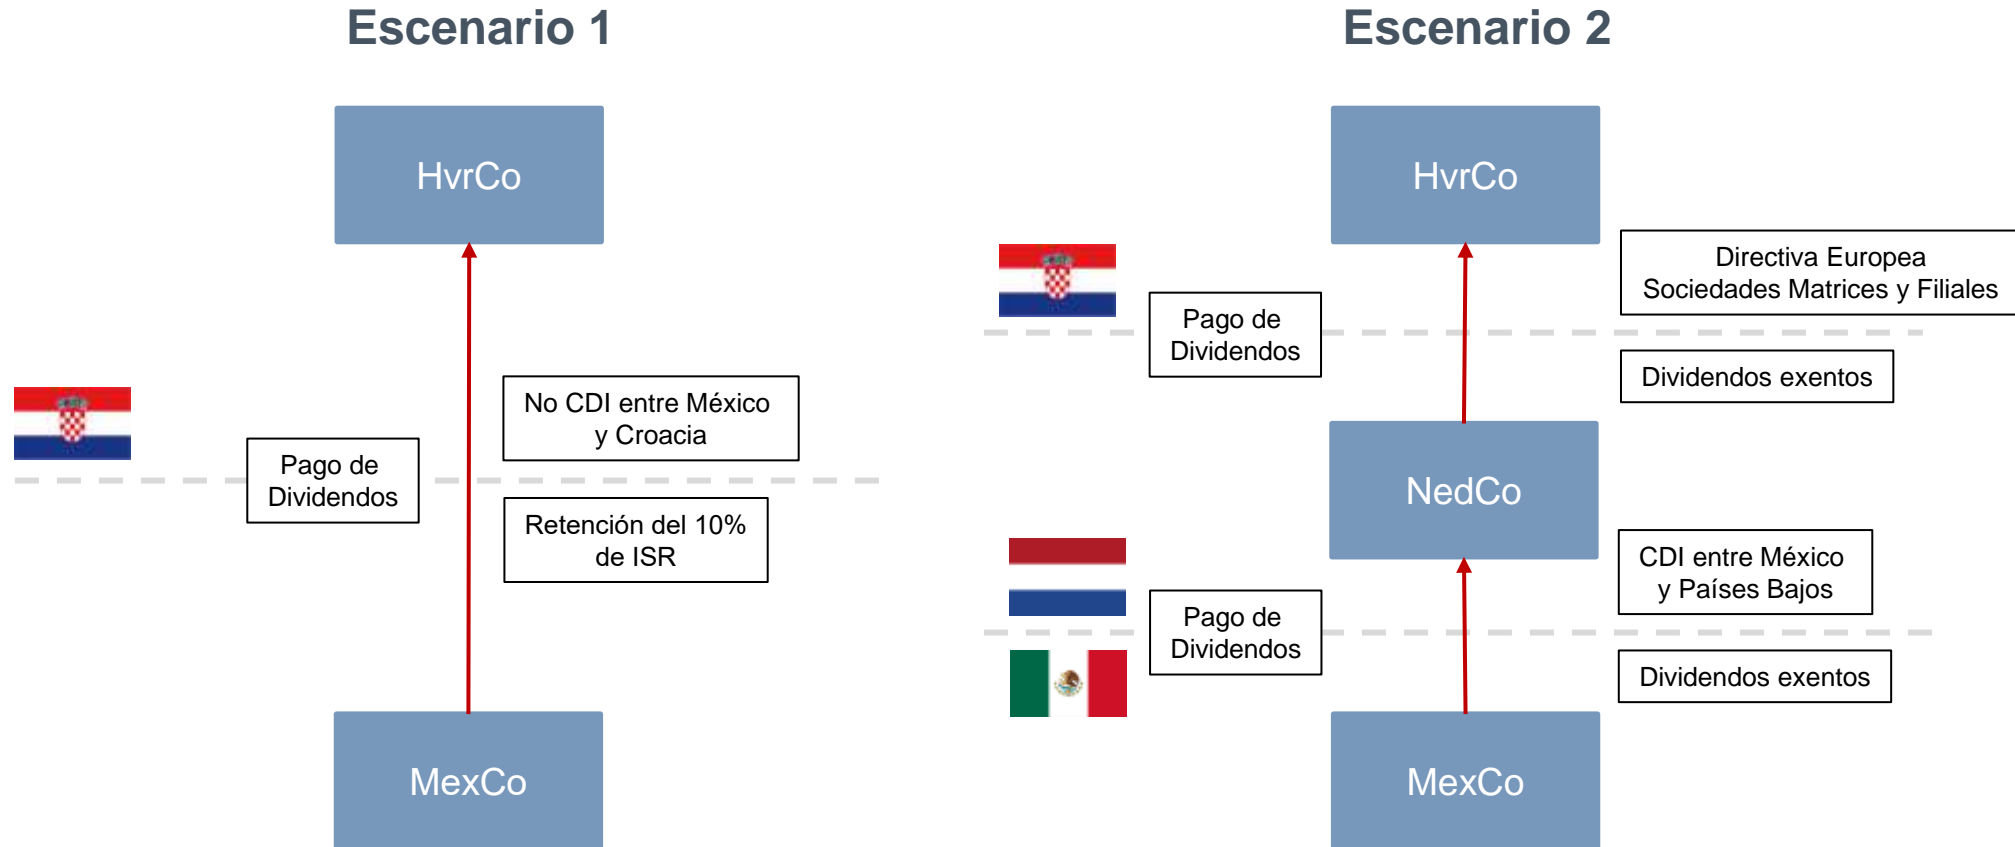 Escenario 1
HvrCo
No CDI entre México
y Croacia
Pago de
Dividendos
Retención del 10%
de ISR
MexCo
Escenario 2
HvrCo
Directiva Europea
Sociedades Matrices y Filiales
Pago de
Dividendos
Dividendos exentos
NedCo
CDI entre México
y Países Bajos
Pago de
Dividendos
Dividendos exentos
MexCo